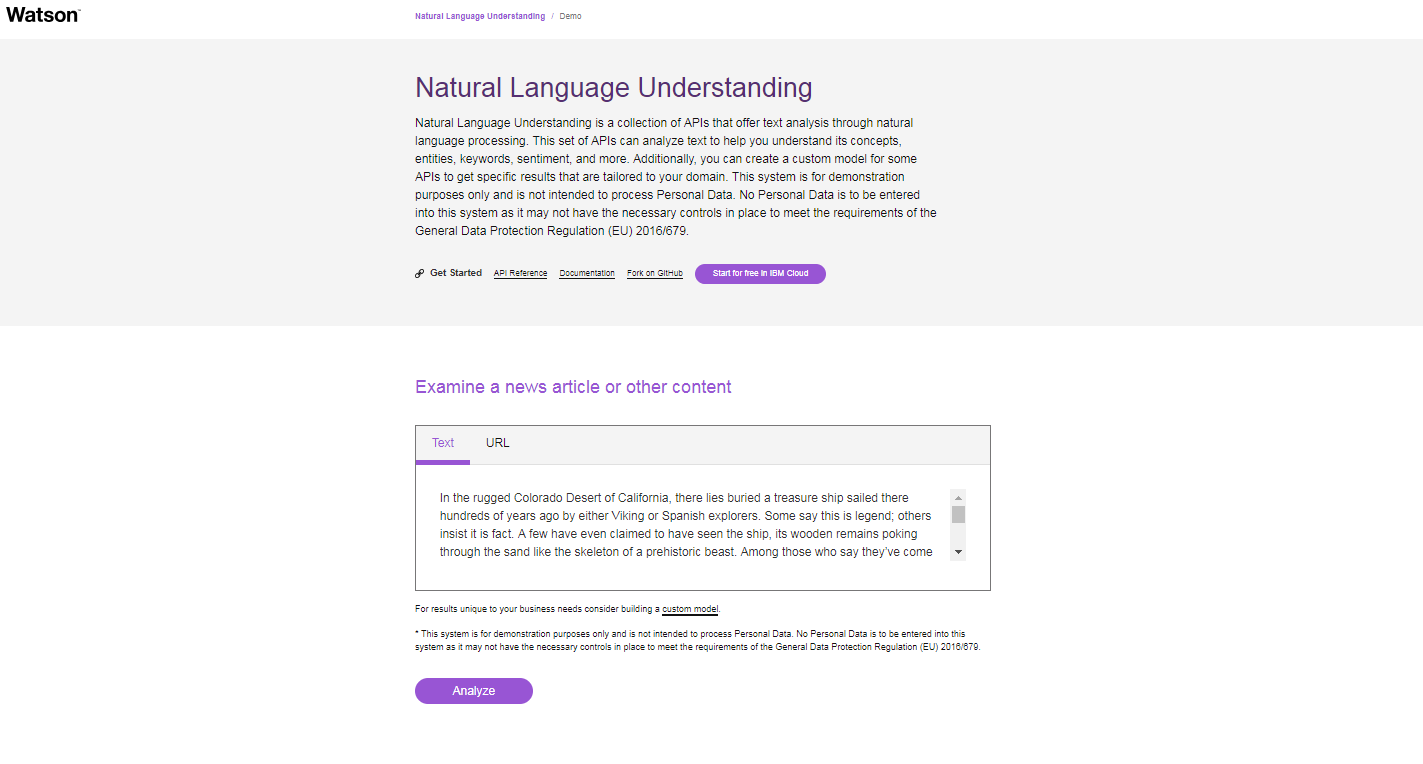 Watson™
Natural Language Understanding / Demo
Natural Language Understanding
Natural Language Understanding is a collection of APIs that offer text analysis through natural
language processing. This set of APIs can analyze text to help you understand its concepts,
entities, keywords, sentiment, and more. Additionally, you can create a custom model for some
APIs to get specific results that are tailored to your domain. This system is for demonstration
purposes only and is not intended to process Personal Data. No Personal Data is to be entered
into this system as it may not have the necessary controls in place to meet the requirements of the
General Data Protection Regulation (EU) 2016/679.
Get Started API Reference Documentation Fork on GitHub Start for free in IBM Cloud
Examine a news article or other content
Text URL
In the rugged Colorado Desert of California, there lies buried a treasure ship sailed there
hundreds of years ago by either Viking or Spanish explorers. Some say this is legend; others
insist it is fact. A few have even claimed to have seen the ship, its wooden remains poking
through the sand like the skeleton of a prehistoric beast. Among those who say they've come
For results unique to your business needs consider building a custom model.
* This system is for demonstration purposes only and is not intended to process Personal Data. No Personal Data is to be entered into this
system as it may not have the necessary controls in place to meet the requirements of the General Data Protection Regulation (EU) 2016/679.
Analyze